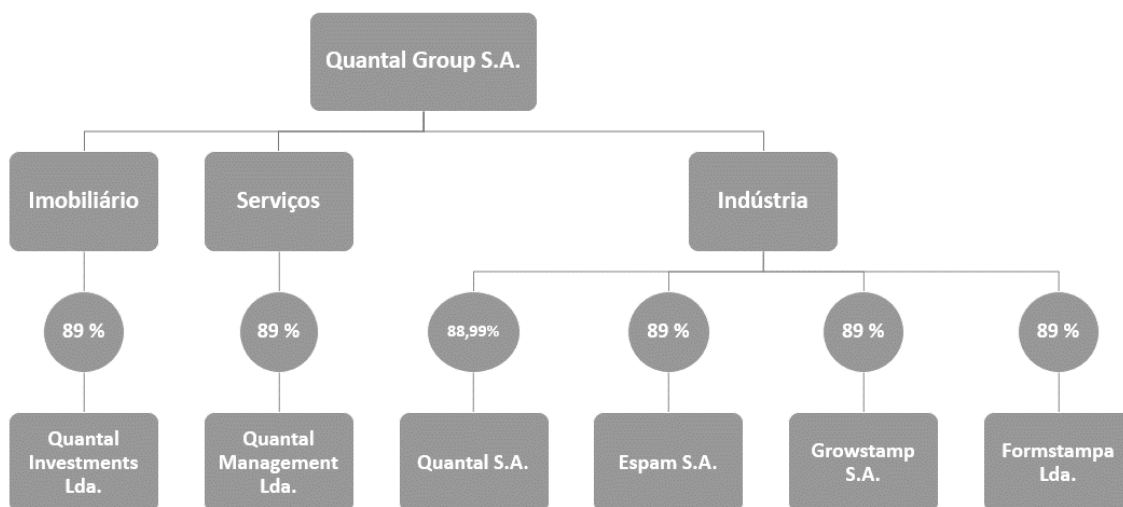 Quantal Group S.A.
Imobiliário
Serviços
Indústria
89 %
89 %
88,99%
89 %
89 %
89 %
Quantal
Investments
Lda.
Quantal
Management
Lda.
Quantal S.A.
Espam S.A.
Growstamp
S.A.
Formstampa
Lda.